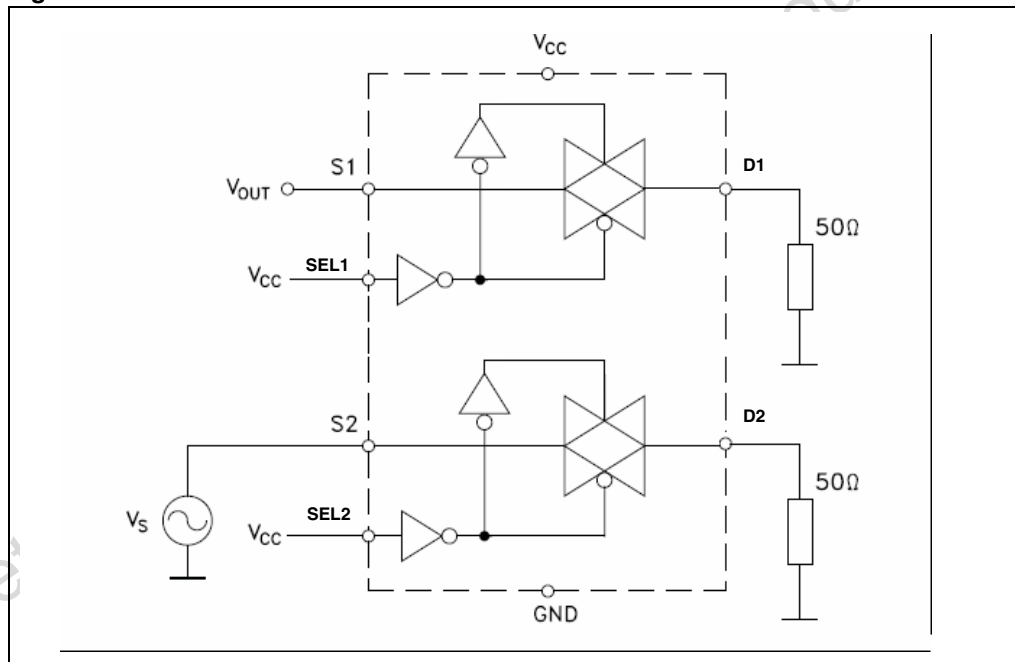 VCC
S1
D1
VOUT
50Ω
SEL1
VCC
S2
D2
50Ω
VS
SEL2
VCC
GND